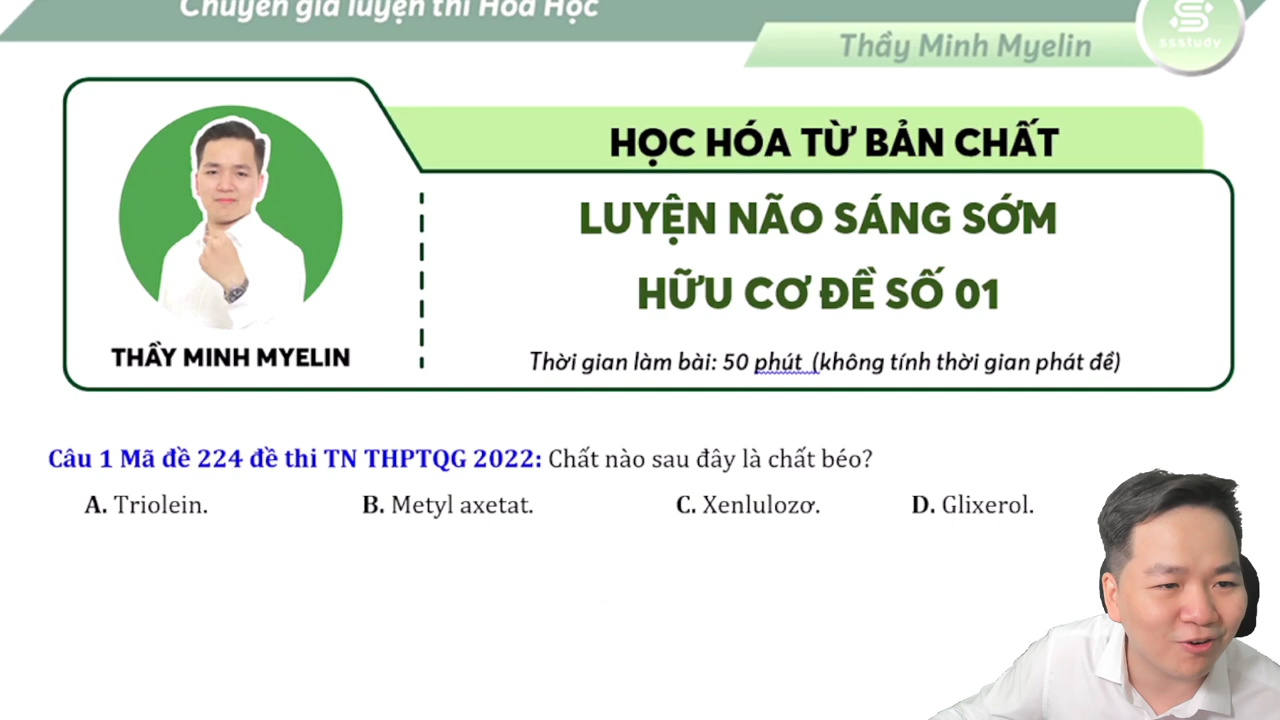 Chuyên gia luyện thi Hóa Học
Thầy Minh Myelin
ssstudy
HỌC HÓA TỪ BẢN CHẤT
LUYỆN NÃO SÁNG SỚM
HỮU CƠ ĐỀ SỐ 01
THẦY MINH MYELIN
Thời gian làm bài: 50 phút (không tính thời gian phát đề)
Câu 1 Mã đề 224 đề thi TN THPTQG 2022: Chất nào sau đây là chất béo?
A. Triolein. B. Metyl axetat. C. Xenlulozơ. D. Glixerol.